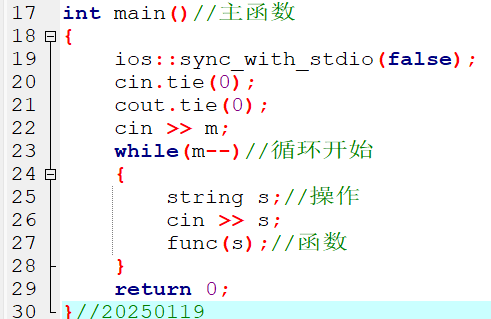 17 int main()//主函数
18 {
19 ios::sync_with_stdio(false);
20 cin.tie(0);
21 cout.tie(0);
22 cin >> m;
23 while(m--)//循环开始
24 {
25 string s;//操作
26 cin >> s;
27 func(s);//函数
28 }
29 return 0;
30 }//20250119